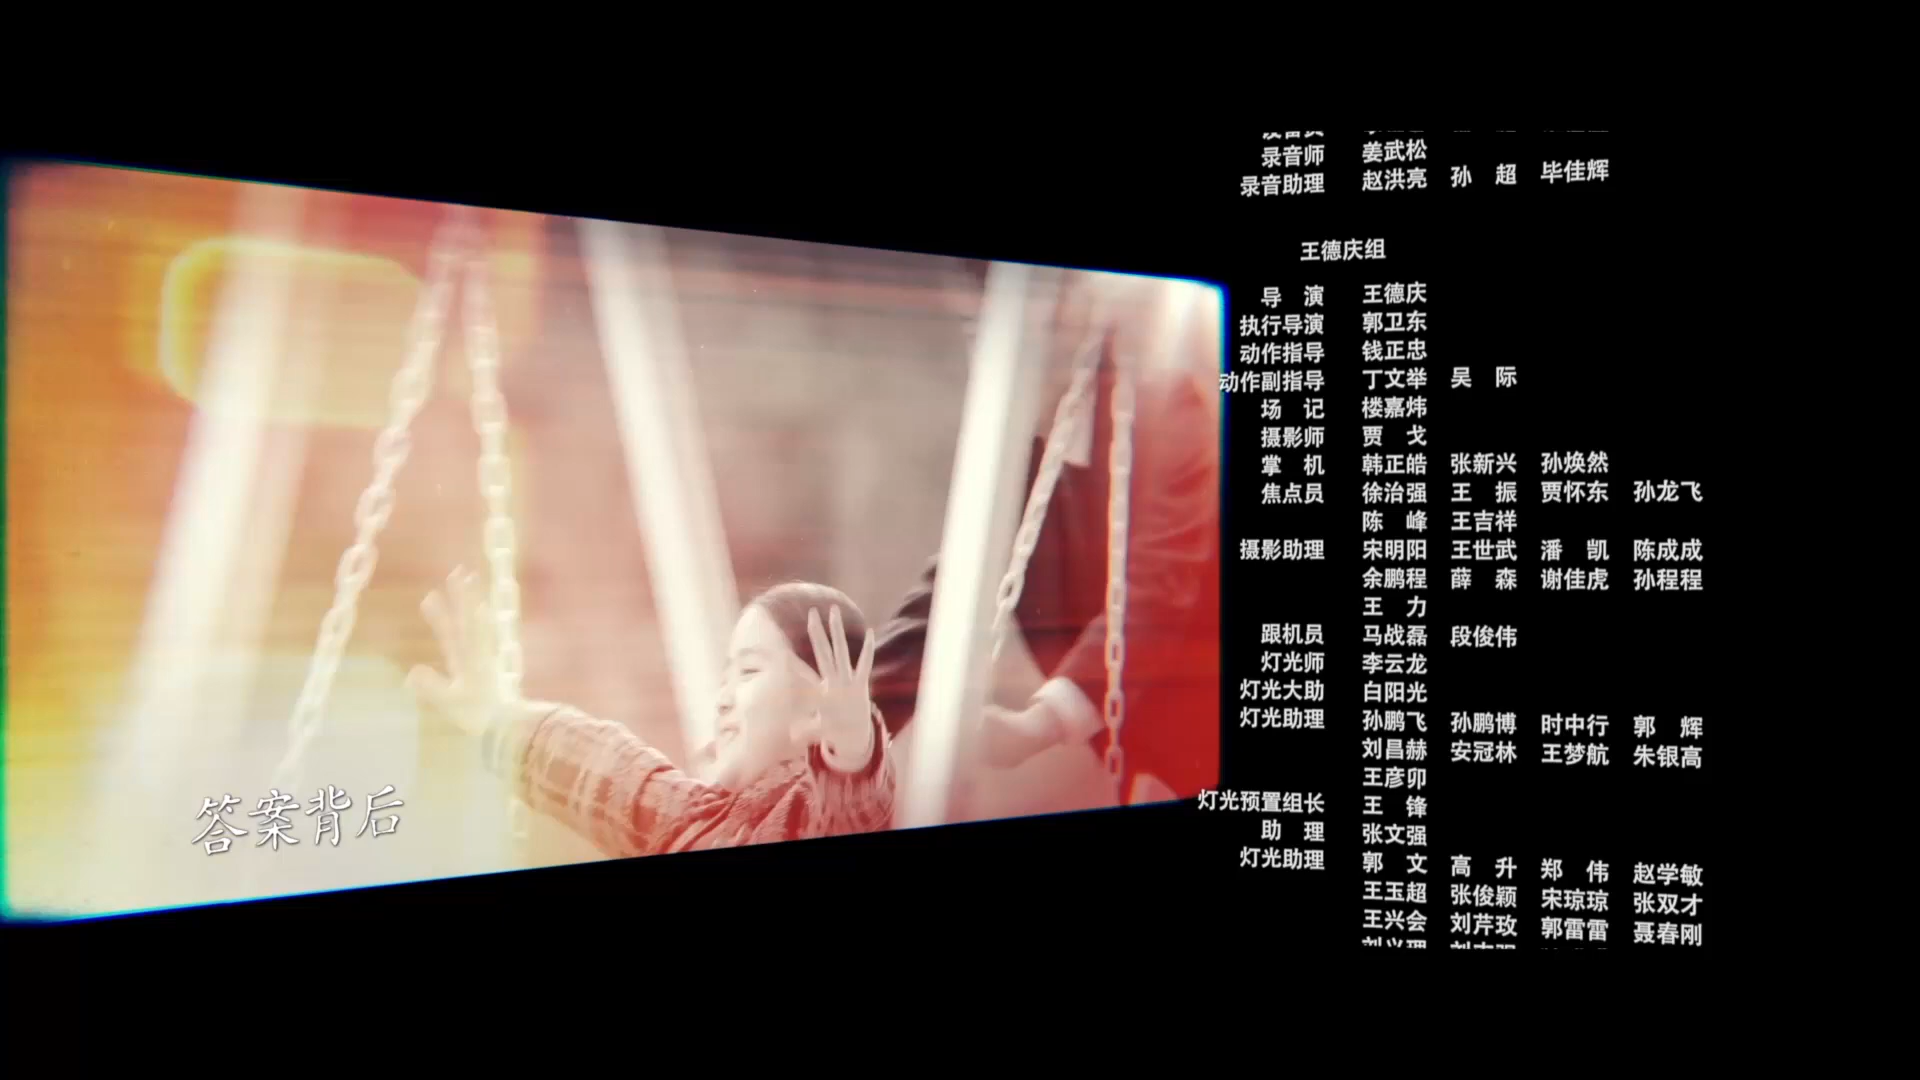 录音师 姜武松
录音助理 赵洪亮 孙 超 毕佳辉
王德庆组
导 演 王德庆
执行导演 郭卫东
动作指导 钱正忠
动作副指导 丁文举 吴 际
场 记 楼嘉炜
摄影师 贾 戈
掌 机 韩正皓 张新兴 孙焕然
焦点员 徐治强 王 振 贾怀东 孙龙飞
陈 峰 王吉祥
摄影助理 宋明阳 王世武 潘 凯 陈成成
余鹏程 薛 森 谢佳虎 孙程程
王 力
跟机员 马战磊 段俊伟
灯光师 李云龙
灯光大助 白阳光
灯光助理 孙鹏飞 孙鹏博 时中行 郭 辉
刘昌赫 安冠林 王梦航 朱银高
王彦卯
灯光预置组长 王 锋
助 理 张文强
灯光助理 郭 文 高 升 郑 伟 赵学敏
王玉超 张俊颖 宋琼琼 张双才
王兴会 刘芹玫 郭雷雷 聂春刚
答案背后